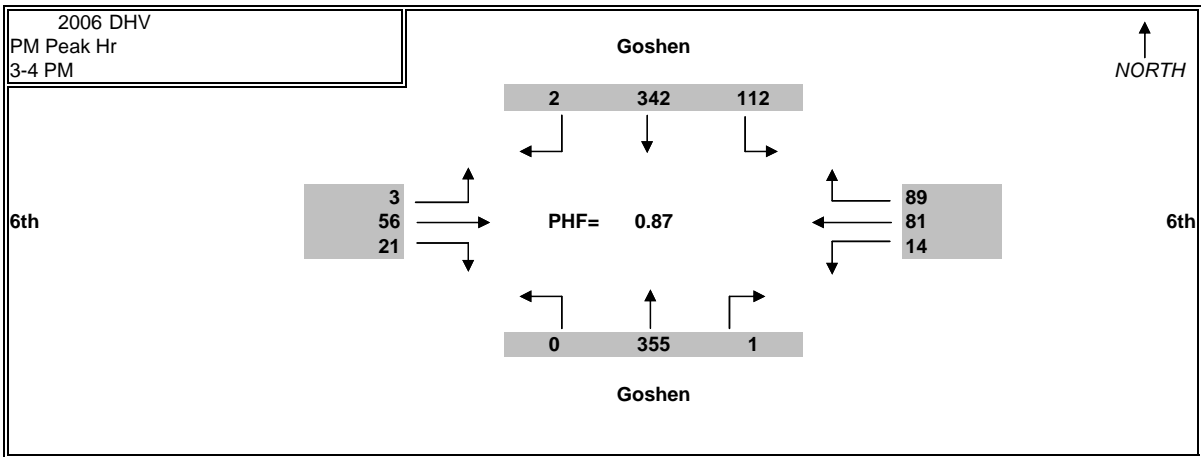 2006 DHV
PM Peak Hr
3-4 PM
Goshen
NORTH
2 342 112
3
56
21
6th
PHF= 0.87
89
81
14
6th
0 355 1
Goshen